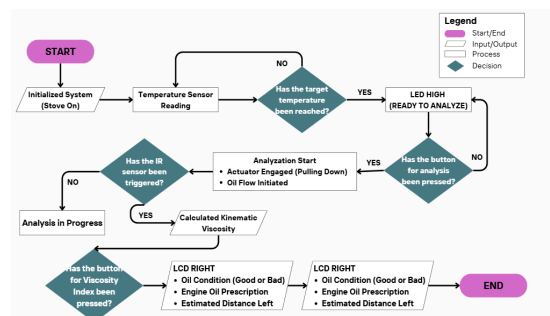 Legend
Start/End
Input/Output
Process
Decision
START
NO
Initialized System
(Stove On)
Temperature Sensor
Reading
Has the target
temperature
been reached?
YES
LED HIGH
(READY TO ANALYZE)
Has the button
for analysis
been pressed?
NO
YES
Analyzation Start
• Actuator Engaged (Pulling Down)
• Oil Flow Initiated
Has the IR
sensor been
triggered?
NO
Analysis in Progress
YES
Calculated Kinematic
Viscosity
Has the button
for Viscosity
Index been
pressed?
LCD RIGHT
• Oil Condition (Good or Bad)
• Engine Oil Prescription
• Estimated Distance Left
LCD RIGHT
• Oil Condition (Good or Bad)
• Engine Oil Prescription
• Estimated Distance Left
END